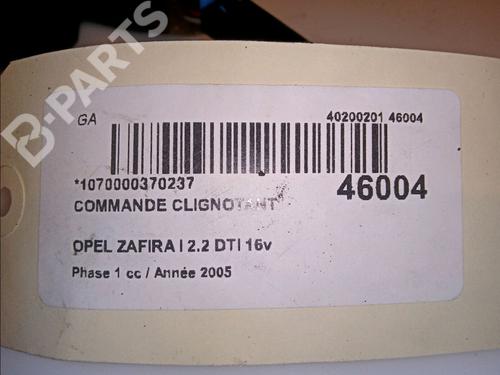 B-PARTS
GA
40200201 46004
*1070000370237
46004
COMMANDE CLIGNOTANT
OPEL ZAFIRA I 2.2 DTI 16v
Phase 1 cc / Année 2005